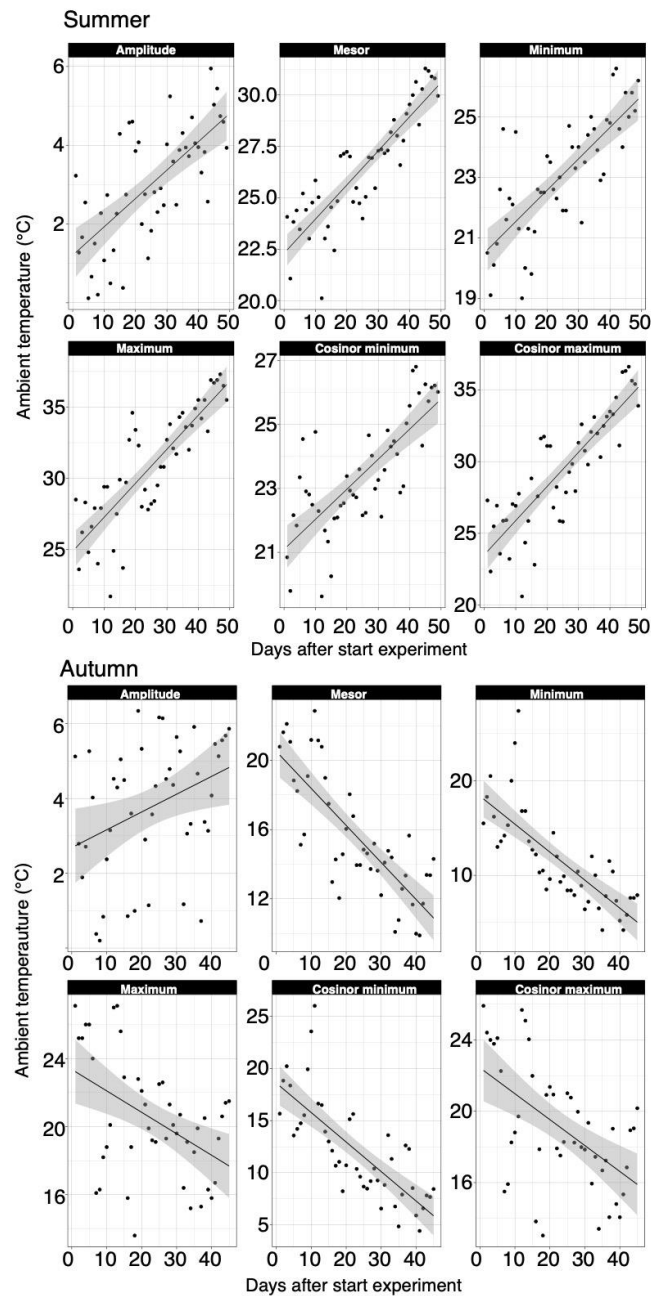 Summer
Amplitude Mesor Minimum
6 4 2
30.0 27.5 25.0 22.5 20.0
25 23 21 19
0 10 20 30 40 50 0 10 20 30 40 50 0 10 20 30 40 50
Ambient temperature (°C)
Maximum Cosinor minimum Cosinor maximum
35 30 25
27 25 23 21
35 30 25 20
0 10 20 30 40 50 0 10 20 30 40 50 0 10 20 30 40 50
Days after start experiment
Autumn
Amplitude Mesor Minimum
6 4 2
20 16 12
20 10
0 10 20 30 40 0 10 20 30 40 0 10 20 30 40
Ambient temperauture (°C)
Maximum Cosinor minimum Cosinor maximum
24 20 16
25 20 15 10 5
24 20 16
0 10 20 30 40 0 10 20 30 40 0 10 20 30 40
Days after start experiment